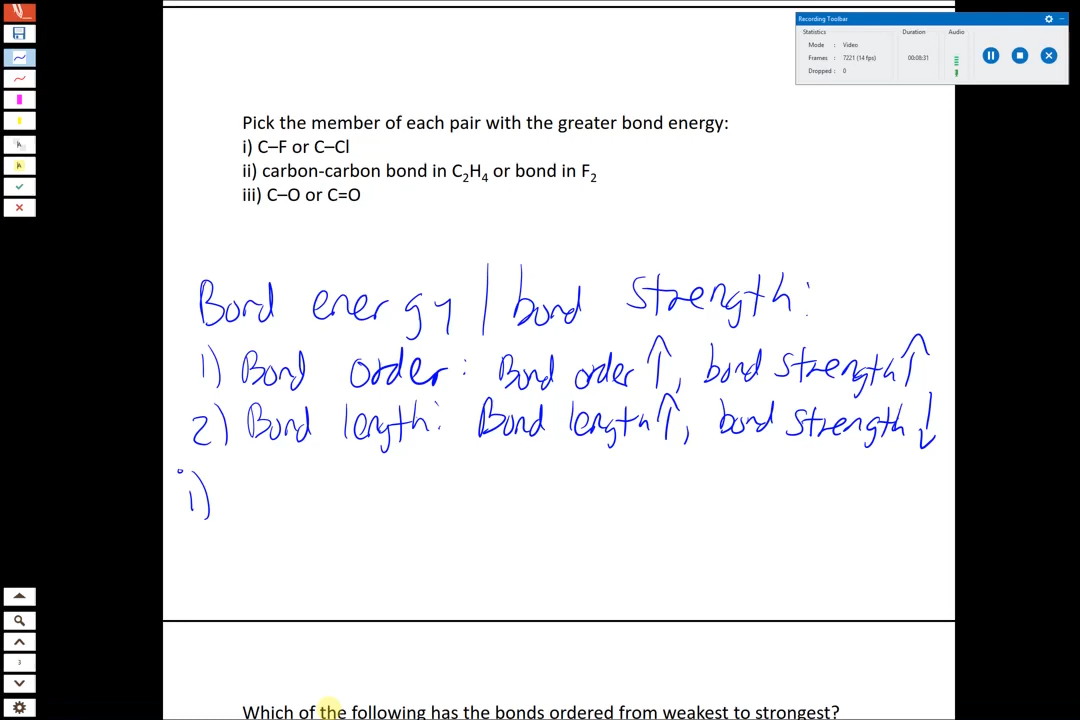 Recording Toolbar
Statistics
Duration
Audio
Mode : Video
Frames : 7221 (14 fps)
00:08:31
Dropped : 0
Pick the member of each pair with the greater bond energy:
i) C–F or C–Cl
ii) carbon-carbon bond in C₂H₄ or bond in F₂
iii) C–O or C=O
Bond energy | bond strength:
1) Bond order: Bond order ↑, bond strength ↑
2) Bond length: Bond length ↑, bond strength ↓
i)
3
Which of the following has the bonds ordered from weakest to strongest?